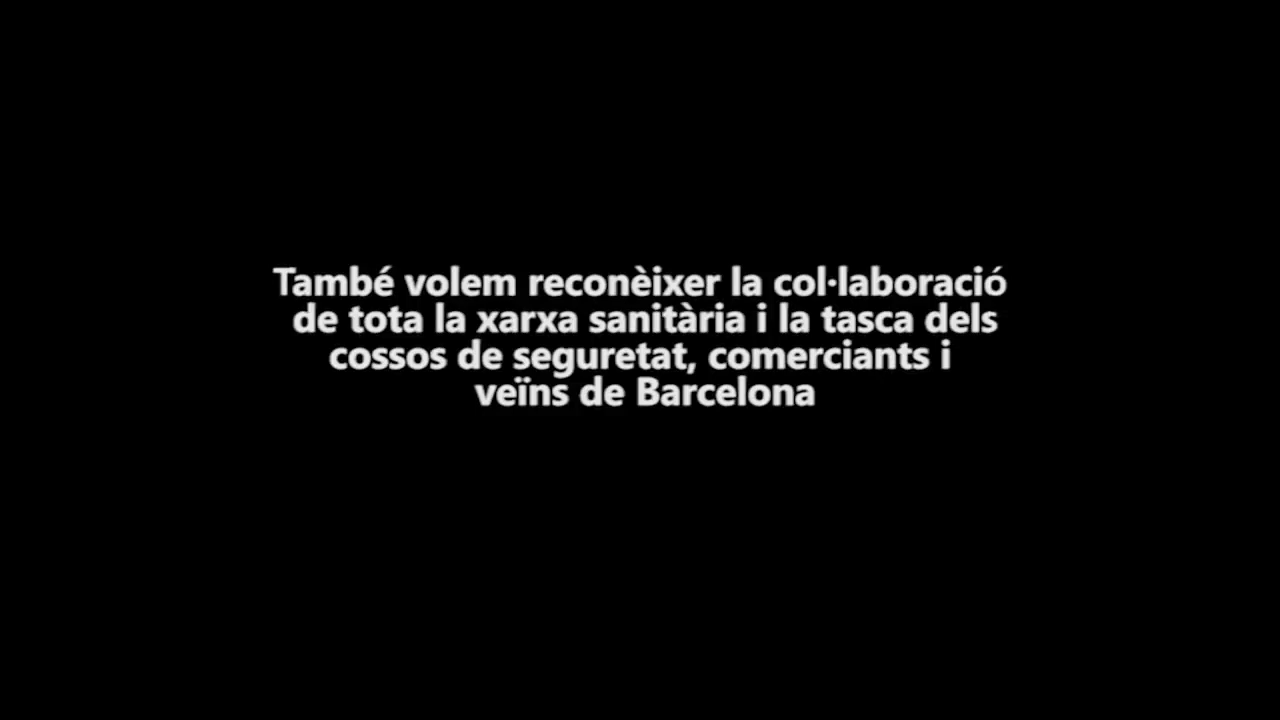 També volem reconèixer la col·laboració
de tota la xarxa sanitària i la tasca dels
cossos de seguretat, comerciants i
veïns de Barcelona